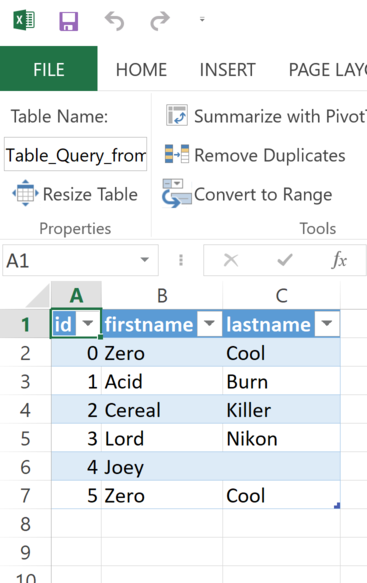 FILE HOME INSERT PAGE LAY
Table Name: Summarize with Pivot
Table_Query_from Remove Duplicates
Resize Table Convert to Range
Properties Tools
A1 fx
A B C
1 id firstname lastname
2 0 Zero Cool
3 1 Acid Burn
4 2 Cereal Killer
5 3 Lord Nikon
6 4 Joey
7 5 Zero Cool
8
9
10